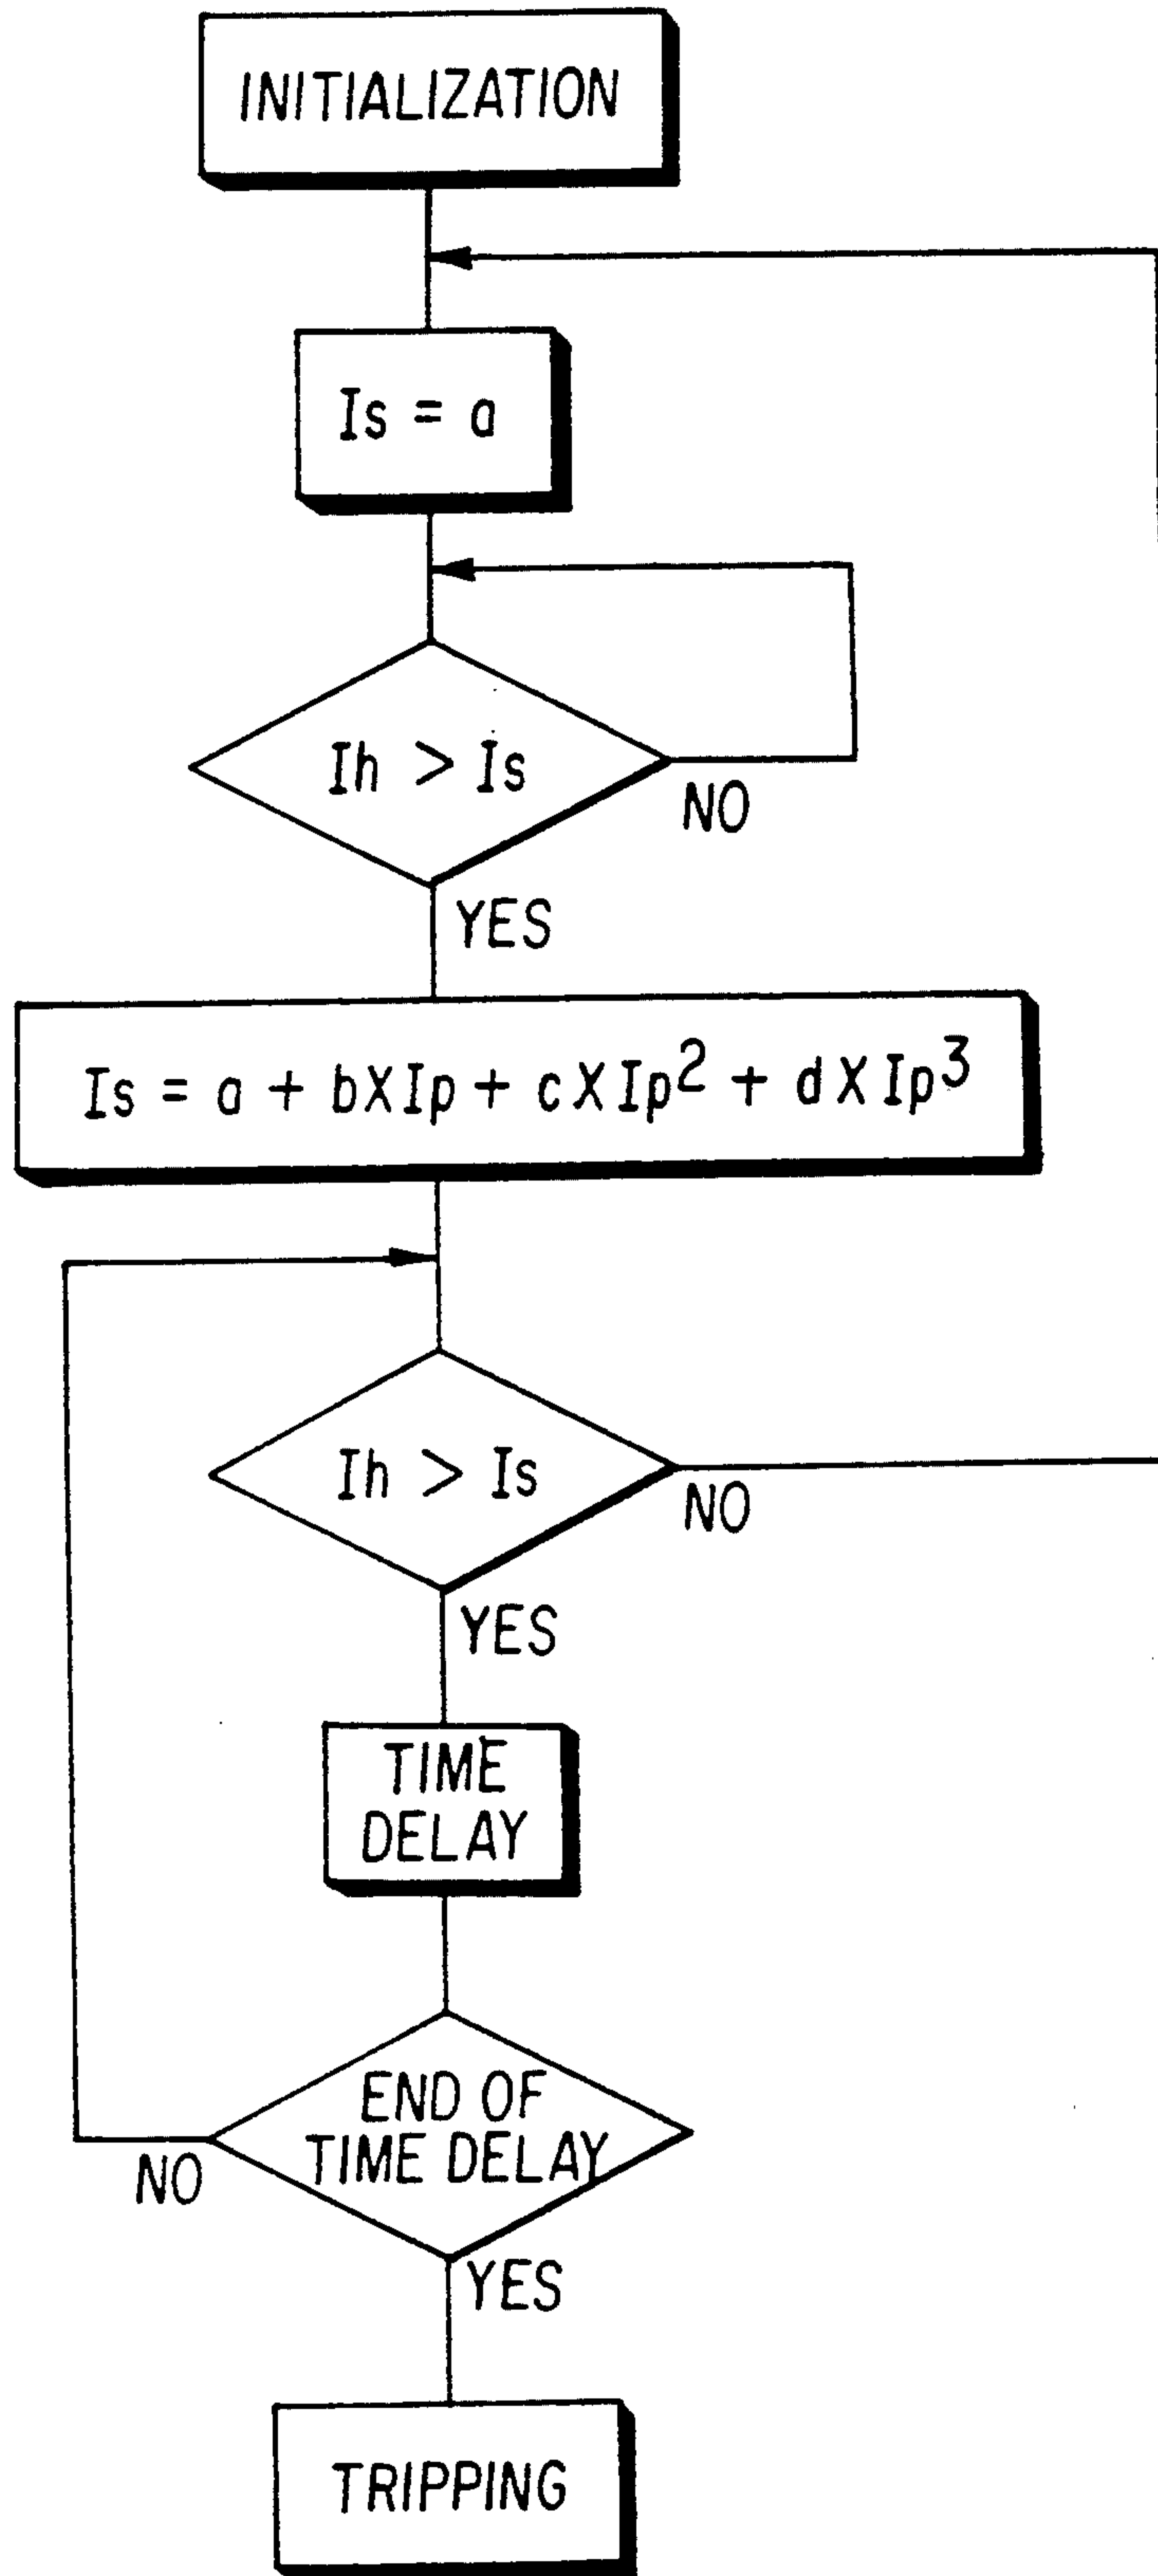 INITIALIZATION
Is = a
Ih > Is
NO
YES
Is = a + bXIp + cXIp² + dXIp³
Ih > Is
NO
YES
TIME
DELAY
END OF
TIME DELAY
NO
YES
TRIPPING